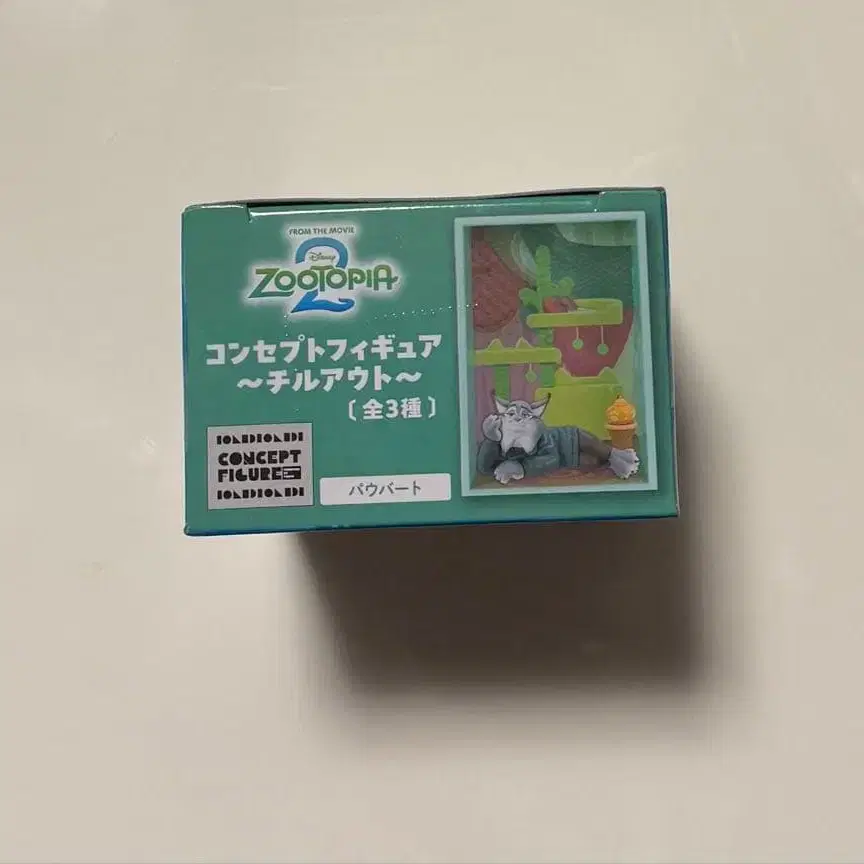 FROM THE MOVIE
Disney
ZOOTOPIA
2
コンセプトフィギュア
～チルアウト～
〔全3種〕
CONCEPT
FIGURE
パウバート